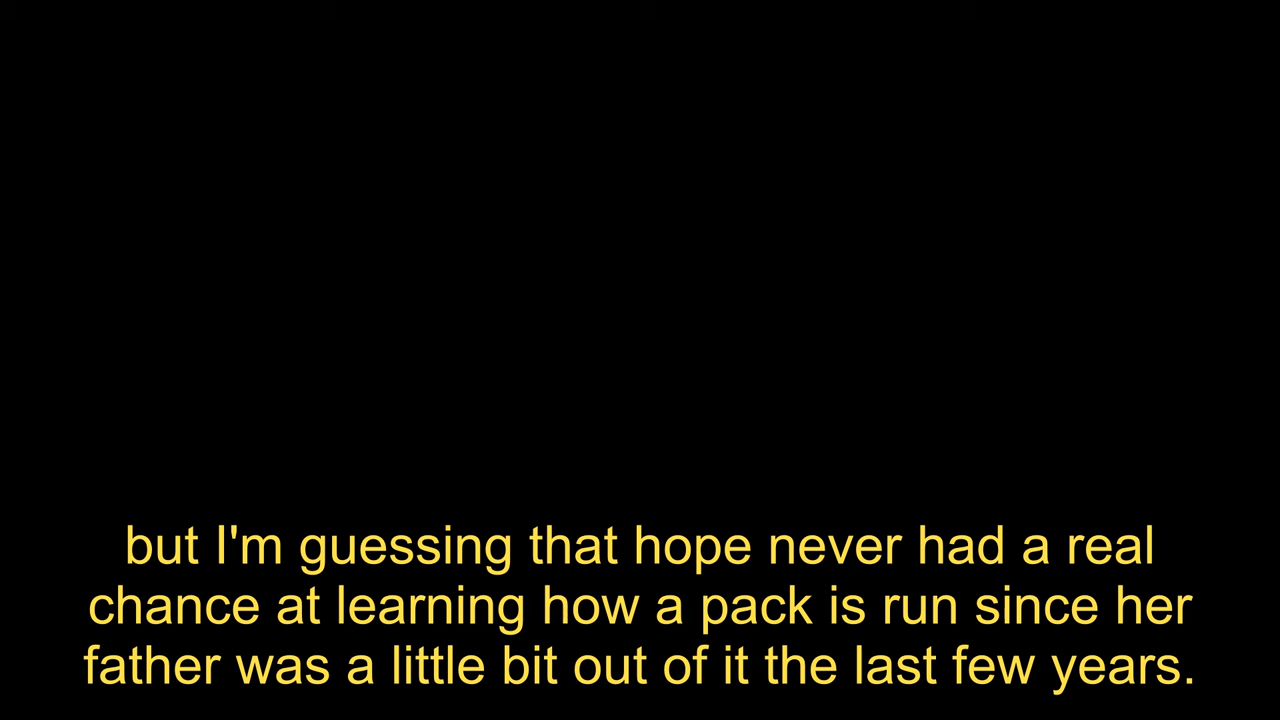 but I'm guessing that hope never had a real
chance at learning how a pack is run since her
father was a little bit out of it the last few years.